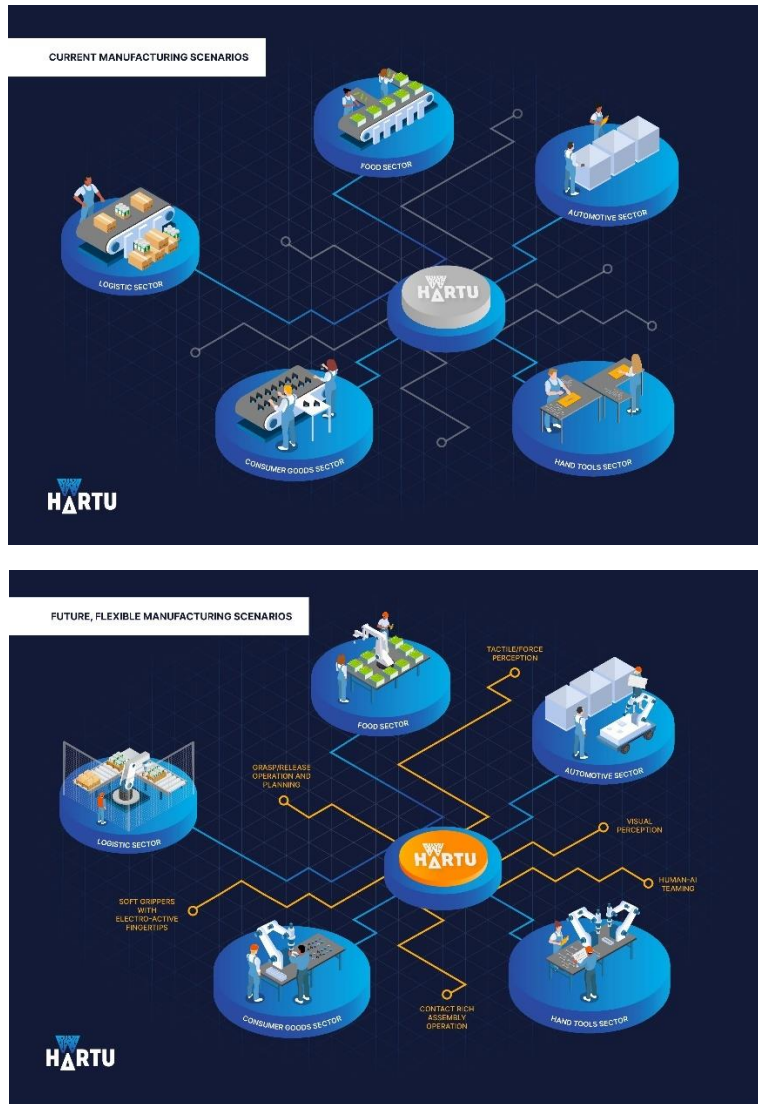 CURRENT MANUFACTURING SCENARIOS
FOOD SECTOR
AUTOMOTIVE SECTOR
LOGISTIC SECTOR
HARTU
CONSUMER GOODS SECTOR
HAND TOOLS SECTOR
HARTU
FUTURE, FLEXIBLE MANUFACTURING SCENARIOS
TACTILE/FORCE
PERCEPTION
FOOD SECTOR
AUTOMOTIVE SECTOR
GRASP/RELEASE
OPERATION AND
PLANNING
LOGISTIC SECTOR
VISUAL
PERCEPTION
HARTU
HUMAN-AI
TEAMING
SOFT GRIPPERS
WITH
ELECTRO-ACTIVE
FINGERTIPS
CONSUMER GOODS SECTOR
CONTACT RICH
ASSEMBLY
OPERATION
HAND TOOLS SECTOR
HARTU